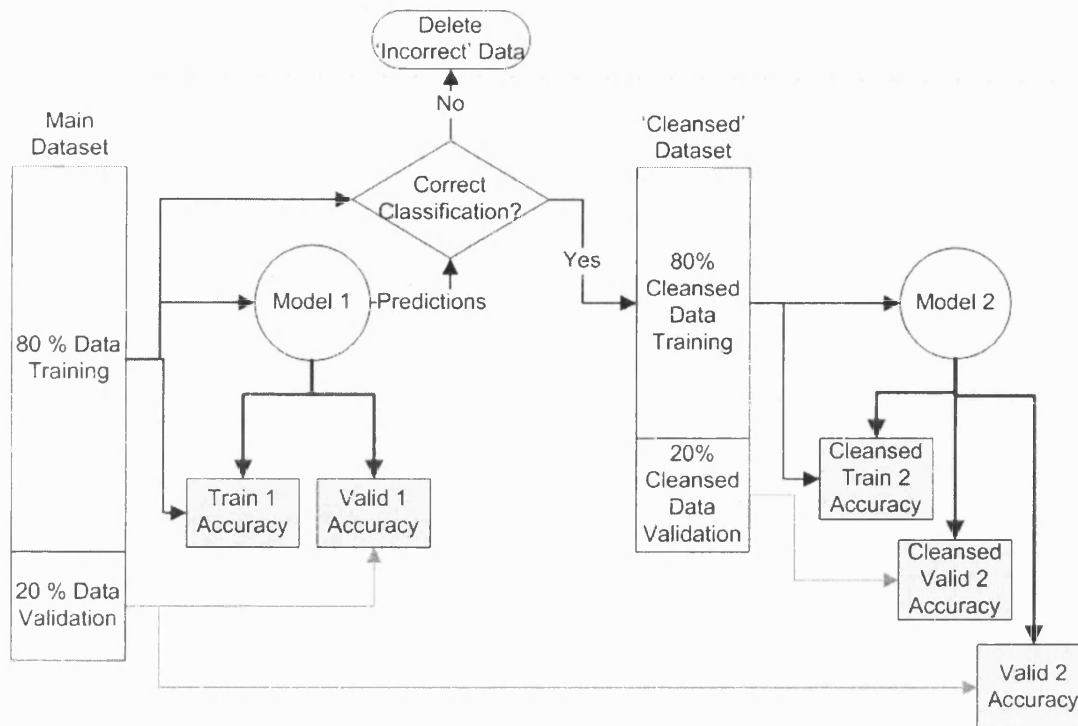 Delete
'Incorrect' Data
No
Main
Dataset
'Cleansed'
Dataset
Correct
Classification?
Yes
80%
Cleansed
Data
Training
Model 1
Predictions
Model 2
80 % Data
Training
20%
Cleansed
Data
Validation
Cleansed
Train 2
Accuracy
Train 1
Accuracy
Valid 1
Accuracy
Cleansed
Valid 2
Accuracy
20 % Data
Validation
Valid 2
Accuracy